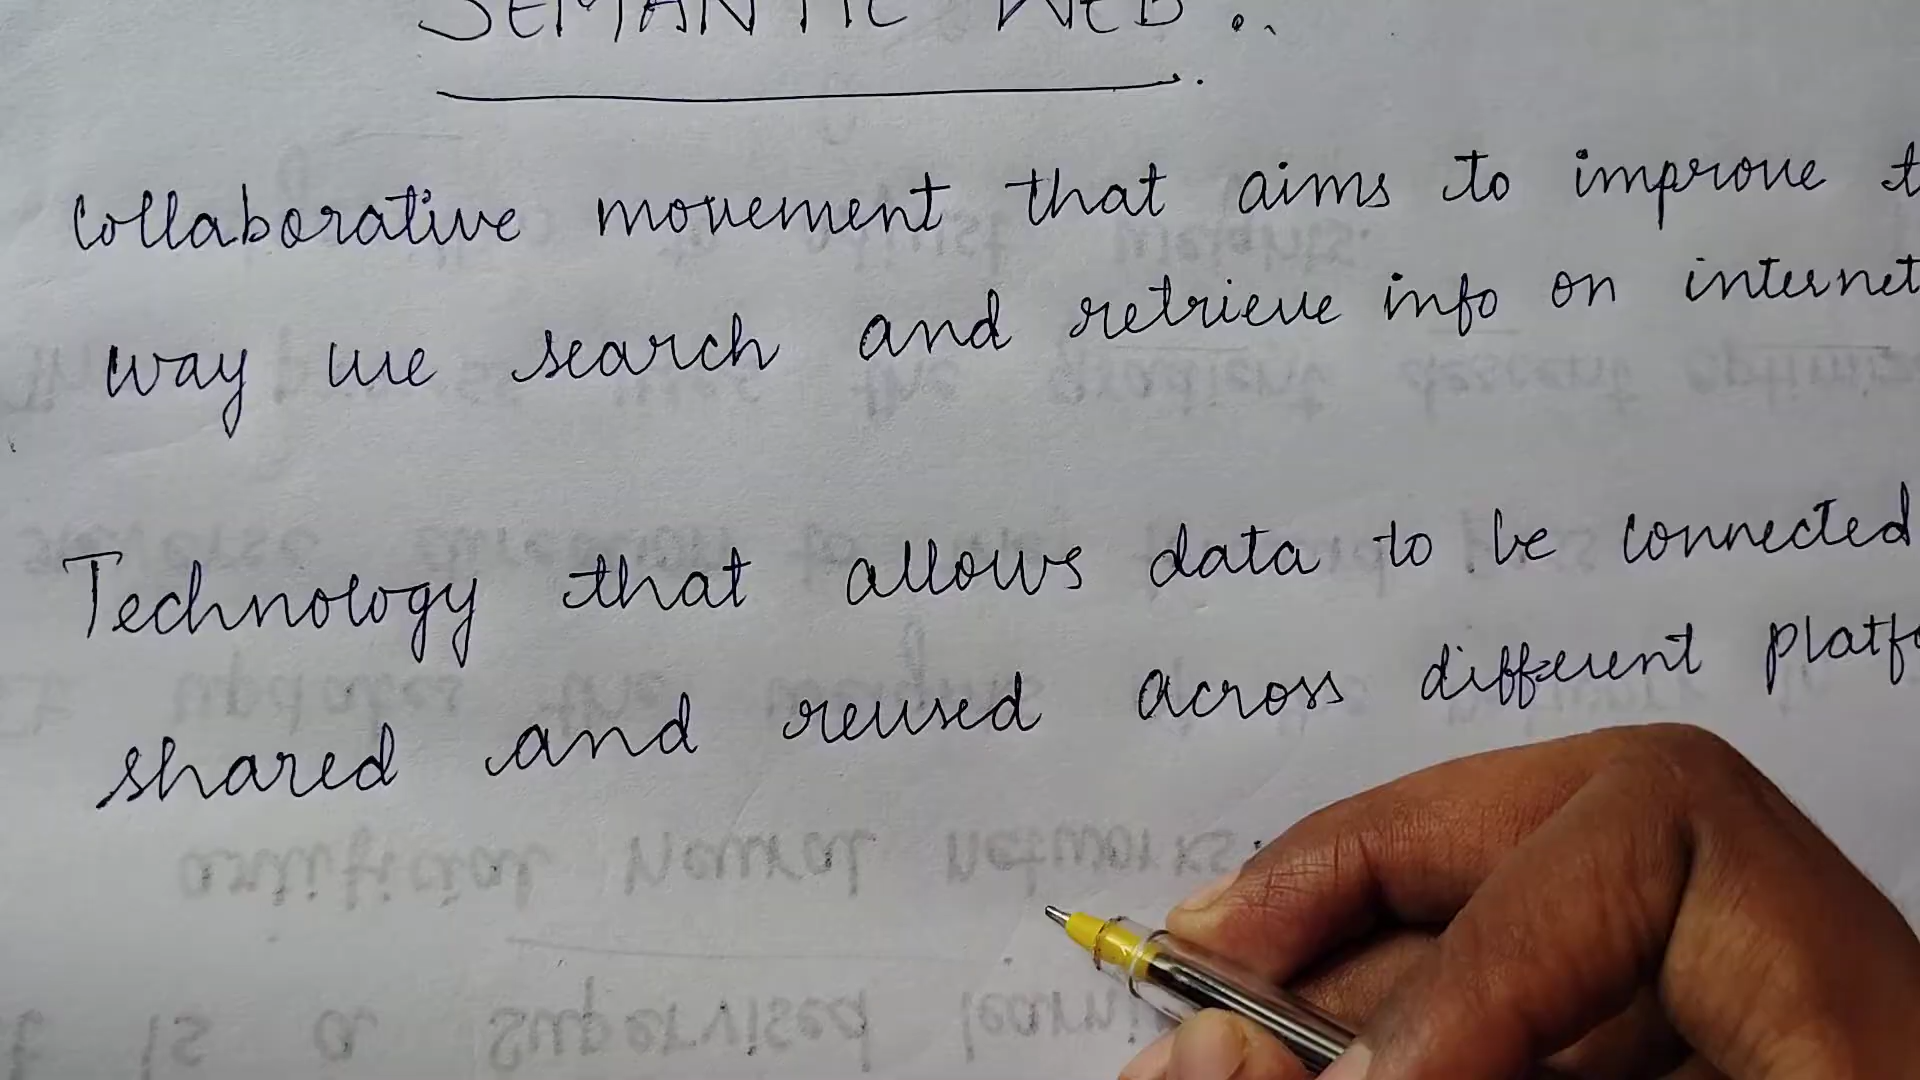 SEMANTIC WEB :.
Collaborative movement that aims to improve
way we search and retrieve info on internet
Technology that allows data to be connected
shared and reused across different